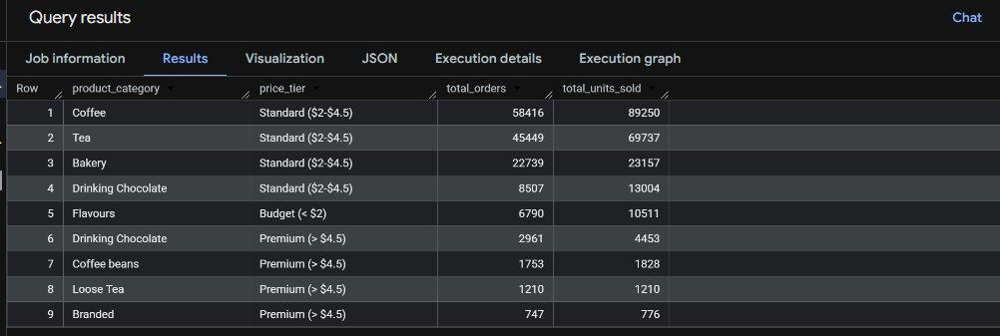 Query results Chat
Job information Results Visualization JSON Execution details Execution graph
Row product_category price_tier total_orders total_units_sold
1 Coffee Standard ($2-$4.5) 58416 89250
2 Tea Standard ($2-$4.5) 45449 69737
3 Bakery Standard ($2-$4.5) 22739 23157
4 Drinking Chocolate Standard ($2-$4.5) 8507 13004
5 Flavours Budget (< $2) 6790 10511
6 Drinking Chocolate Premium (> $4.5) 2961 4453
7 Coffee beans Premium (> $4.5) 1753 1828
8 Loose Tea Premium (> $4.5) 1210 1210
9 Branded Premium (> $4.5) 747 776